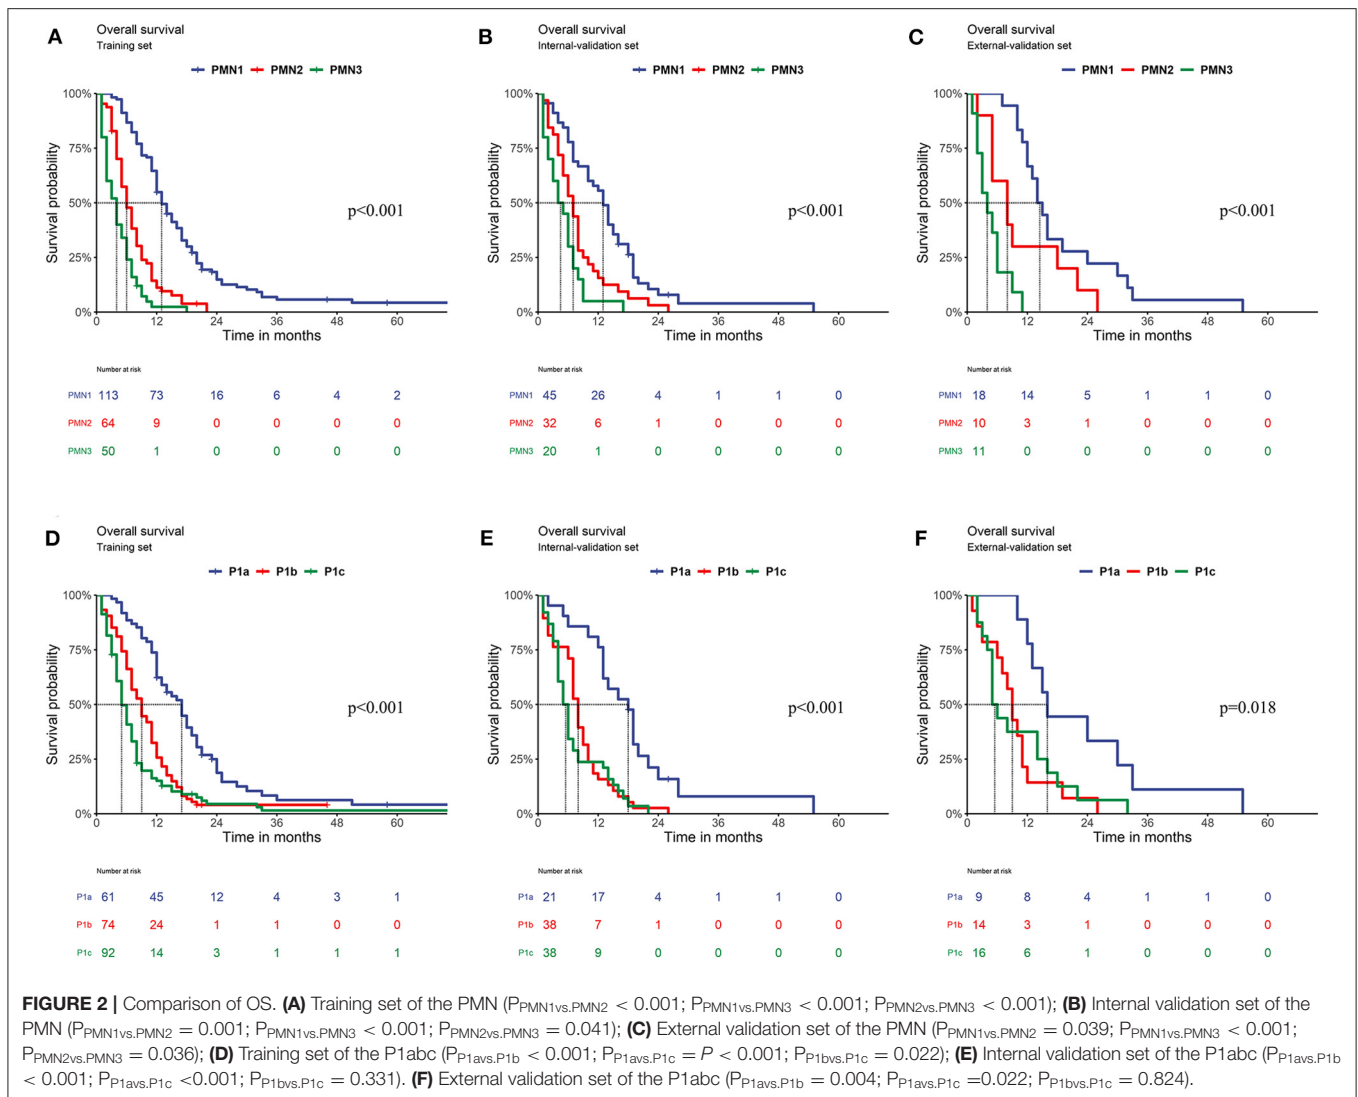 A
Overall survival
Training set
PMN1 PMN2 PMN3
100%
75%
50%
25%
0%
Survival probability
p<0.001
0 12 24 36 48 60
Time in months
Number at risk
PMN1 113 73 16 6 4 2
PMN2 64 9 0 0 0 0
PMN3 50 1 0 0 0 0
B
Overall survival
Internal-validation set
PMN1 PMN2 PMN3
100%
75%
50%
25%
0%
Survival probability
p<0.001
0 12 24 36 48 60
Time in months
Number at risk
PMN1 45 26 4 1 1 0
PMN2 32 6 1 0 0 0
PMN3 20 1 0 0 0 0
C
Overall survival
External-validation set
PMN1 PMN2 PMN3
100%
75%
50%
25%
0%
Survival probability
p<0.001
0 12 24 36 48 60
Time in months
Number at risk
PMN1 18 14 5 1 1 0
PMN2 10 3 1 0 0 0
PMN3 11 0 0 0 0 0
D
Overall survival
Training set
P1a P1b P1c
100%
75%
50%
25%
0%
Survival probability
p<0.001
0 12 24 36 48 60
Time in months
Number at risk
P1a 61 45 12 4 3 1
P1b 74 24 1 1 0 0
P1c 92 14 3 1 1 1
E
Overall survival
Internal-validation set
P1a P1b P1c
100%
75%
50%
25%
0%
Survival probability
p<0.001
0 12 24 36 48 60
Time in months
Number at risk
P1a 21 17 4 1 1 0
P1b 38 7 1 0 0 0
P1c 38 9 0 0 0 0
F
Overall survival
External-validation set
P1a P1b P1c
100%
75%
50%
25%
0%
Survival probability
p=0.018
0 12 24 36 48 60
Time in months
Number at risk
P1a 9 8 4 1 1 0
P1b 14 3 1 0 0 0
P1c 16 6 1 0 0 0
FIGURE 2 | Comparison of OS. (A) Training set of the PMN (PPMN1vs.PMN2 < 0.001; PPMN1vs.PMN3 < 0.001; PPMN2vs.PMN3 < 0.001); (B) Internal validation set of the
PMN (PPMN1vs.PMN2 = 0.001; PPMN1vs.PMN3 < 0.001; PPMN2vs.PMN3 = 0.041); (C) External validation set of the PMN (PPMN1vs.PMN2 = 0.039; PPMN1vs.PMN3 < 0.001;
PPMN2vs.PMN3 = 0.036); (D) Training set of the P1abc (PP1avs.P1b < 0.001; PP1avs.P1c = P < 0.001; PP1bvs.P1c = 0.022); (E) Internal validation set of the P1abc (PP1avs.P1b
< 0.001; PP1avs.P1c <0.001; PP1bvs.P1c = 0.331). (F) External validation set of the P1abc (PP1avs.P1b = 0.004; PP1avs.P1c =0.022; PP1bvs.P1c = 0.824).